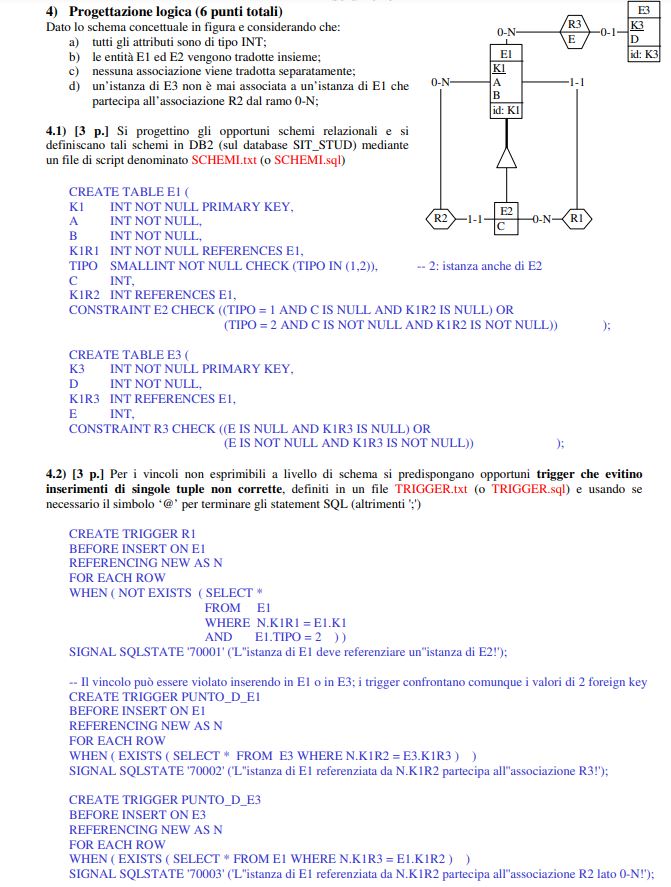 4) Progettazione logica (6 punti totali)
Dato lo schema concettuale in figura e considerando che:
a) tutti gli attributi sono di tipo INT;
b) le entità E1 ed E2 vengono tradotte insieme;
c) nessuna associazione viene tradotta separatamente;
d) un'istanza di E3 non è mai associata a un'istanza di E1 che
partecipa all'associazione R2 dal ramo 0-N;
E3
K3
D
id: K3
R3
E
0-1
0-N
E1
K1
A
B
id: K1
0-N
1-1
R2
1-1
E2
C
0-N
R1
4.1) [3 p.] Si progettino gli opportuni schemi relazionali e si
definiscano tali schemi in DB2 (sul database SIT_STUD) mediante
un file di script denominato SCHEMI.txt (o SCHEMI.sql)
CREATE TABLE E1 (
K1 INT NOT NULL PRIMARY KEY,
A INT NOT NULL,
B INT NOT NULL,
K1R1 INT NOT NULL REFERENCES E1,
TIPO SMALLINT NOT NULL CHECK (TIPO IN (1,2)), -- 2: istanza anche di E2
C INT,
K1R2 INT REFERENCES E1,
CONSTRAINT E2 CHECK ((TIPO = 1 AND C IS NULL AND K1R2 IS NULL) OR
(TIPO = 2 AND C IS NOT NULL AND K1R2 IS NOT NULL)) );
CREATE TABLE E3 (
K3 INT NOT NULL PRIMARY KEY,
D INT NOT NULL,
K1R3 INT REFERENCES E1,
E INT,
CONSTRAINT R3 CHECK ((E IS NULL AND K1R3 IS NULL) OR
(E IS NOT NULL AND K1R3 IS NOT NULL)) );
4.2) [3 p.] Per i vincoli non esprimibili a livello di schema si predispongano opportuni trigger che evitino
inserimenti di singole tuple non corrette, definiti in un file TRIGGER.txt (o TRIGGER.sql) e usando se
necessario il simbolo '@' per terminare gli statement SQL (altrimenti ';')
CREATE TRIGGER R1
BEFORE INSERT ON E1
REFERENCING NEW AS N
FOR EACH ROW
WHEN ( NOT EXISTS ( SELECT *
FROM E1
WHERE N.K1R1 = E1.K1
AND E1.TIPO = 2 ) )
SIGNAL SQLSTATE '70001' ('L''istanza di E1 deve referenziare un''istanza di E2!');
-- Il vincolo può essere violato inserendo in E1 o in E3; i trigger confrontano comunque i valori di 2 foreign key
CREATE TRIGGER PUNTO_D_E1
BEFORE INSERT ON E1
REFERENCING NEW AS N
FOR EACH ROW
WHEN ( EXISTS ( SELECT * FROM E3 WHERE N.K1R2 = E3.K1R3 ) )
SIGNAL SQLSTATE '70002' ('L''istanza di E1 referenziata da N.K1R2 partecipa all''associazione R3!');
CREATE TRIGGER PUNTO_D_E3
BEFORE INSERT ON E3
REFERENCING NEW AS N
FOR EACH ROW
WHEN ( EXISTS ( SELECT * FROM E1 WHERE N.K1R3 = E1.K1R2 ) )
SIGNAL SQLSTATE '70003' ('L''istanza di E1 referenziata da N.K1R2 partecipa all''associazione R2 lato 0-N!');